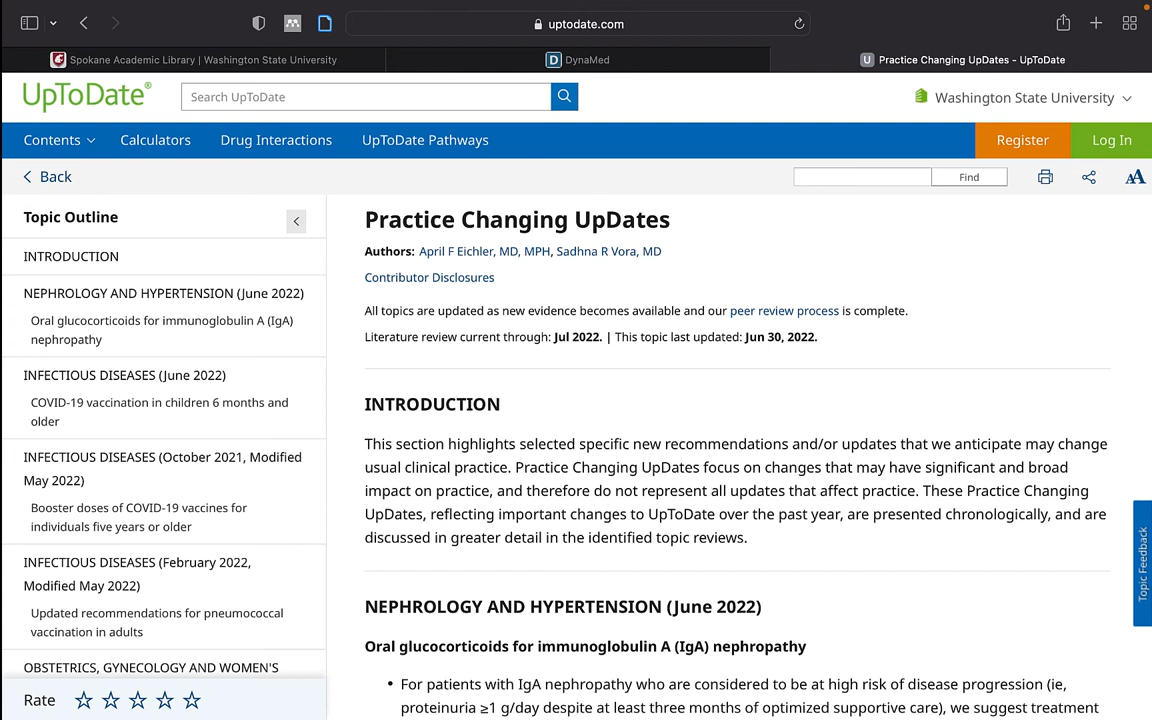 uptodate.com
Spokane Academic Library | Washington State University
D DynaMed
U Practice Changing UpDates - UpToDate
UpToDate®
Search UpToDate
Washington State University
Contents
Calculators
Drug Interactions
UpToDate Pathways
Register
Log In
Back
Find
AA
Topic Outline
INTRODUCTION
NEPHROLOGY AND HYPERTENSION (June 2022)
Oral glucocorticoids for immunoglobulin A (IgA)
nephropathy
INFECTIOUS DISEASES (June 2022)
COVID-19 vaccination in children 6 months and
older
INFECTIOUS DISEASES (October 2021, Modified
May 2022)
Booster doses of COVID-19 vaccines for
individuals five years or older
INFECTIOUS DISEASES (February 2022,
Modified May 2022)
Updated recommendations for pneumococcal
vaccination in adults
OBSTETRICS, GYNECOLOGY AND WOMEN'S
Rate
Practice Changing UpDates
Authors: April F Eichler, MD, MPH, Sadhna R Vora, MD
Contributor Disclosures
All topics are updated as new evidence becomes available and our peer review process is complete.
Literature review current through: Jul 2022. | This topic last updated: Jun 30, 2022.
INTRODUCTION
This section highlights selected specific new recommendations and/or updates that we anticipate may change
usual clinical practice. Practice Changing UpDates focus on changes that may have significant and broad
impact on practice, and therefore do not represent all updates that affect practice. These Practice Changing
UpDates, reflecting important changes to UpToDate over the past year, are presented chronologically, and are
discussed in greater detail in the identified topic reviews.
NEPHROLOGY AND HYPERTENSION (June 2022)
Oral glucocorticoids for immunoglobulin A (IgA) nephropathy
• For patients with IgA nephropathy who are considered to be at high risk of disease progression (ie,
proteinuria ≥1 g/day despite at least three months of optimized supportive care), we suggest treatment
Topic Feedback